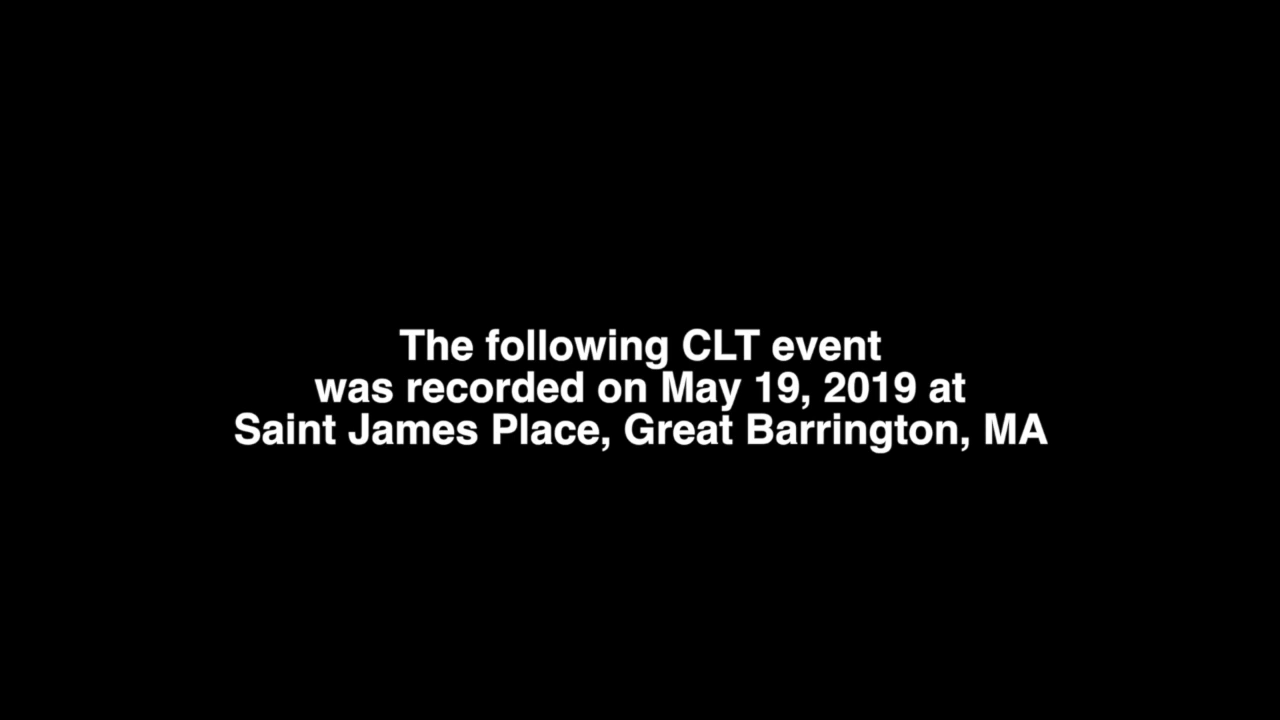 The following CLT event
was recorded on May 19, 2019 at
Saint James Place, Great Barrington, MA